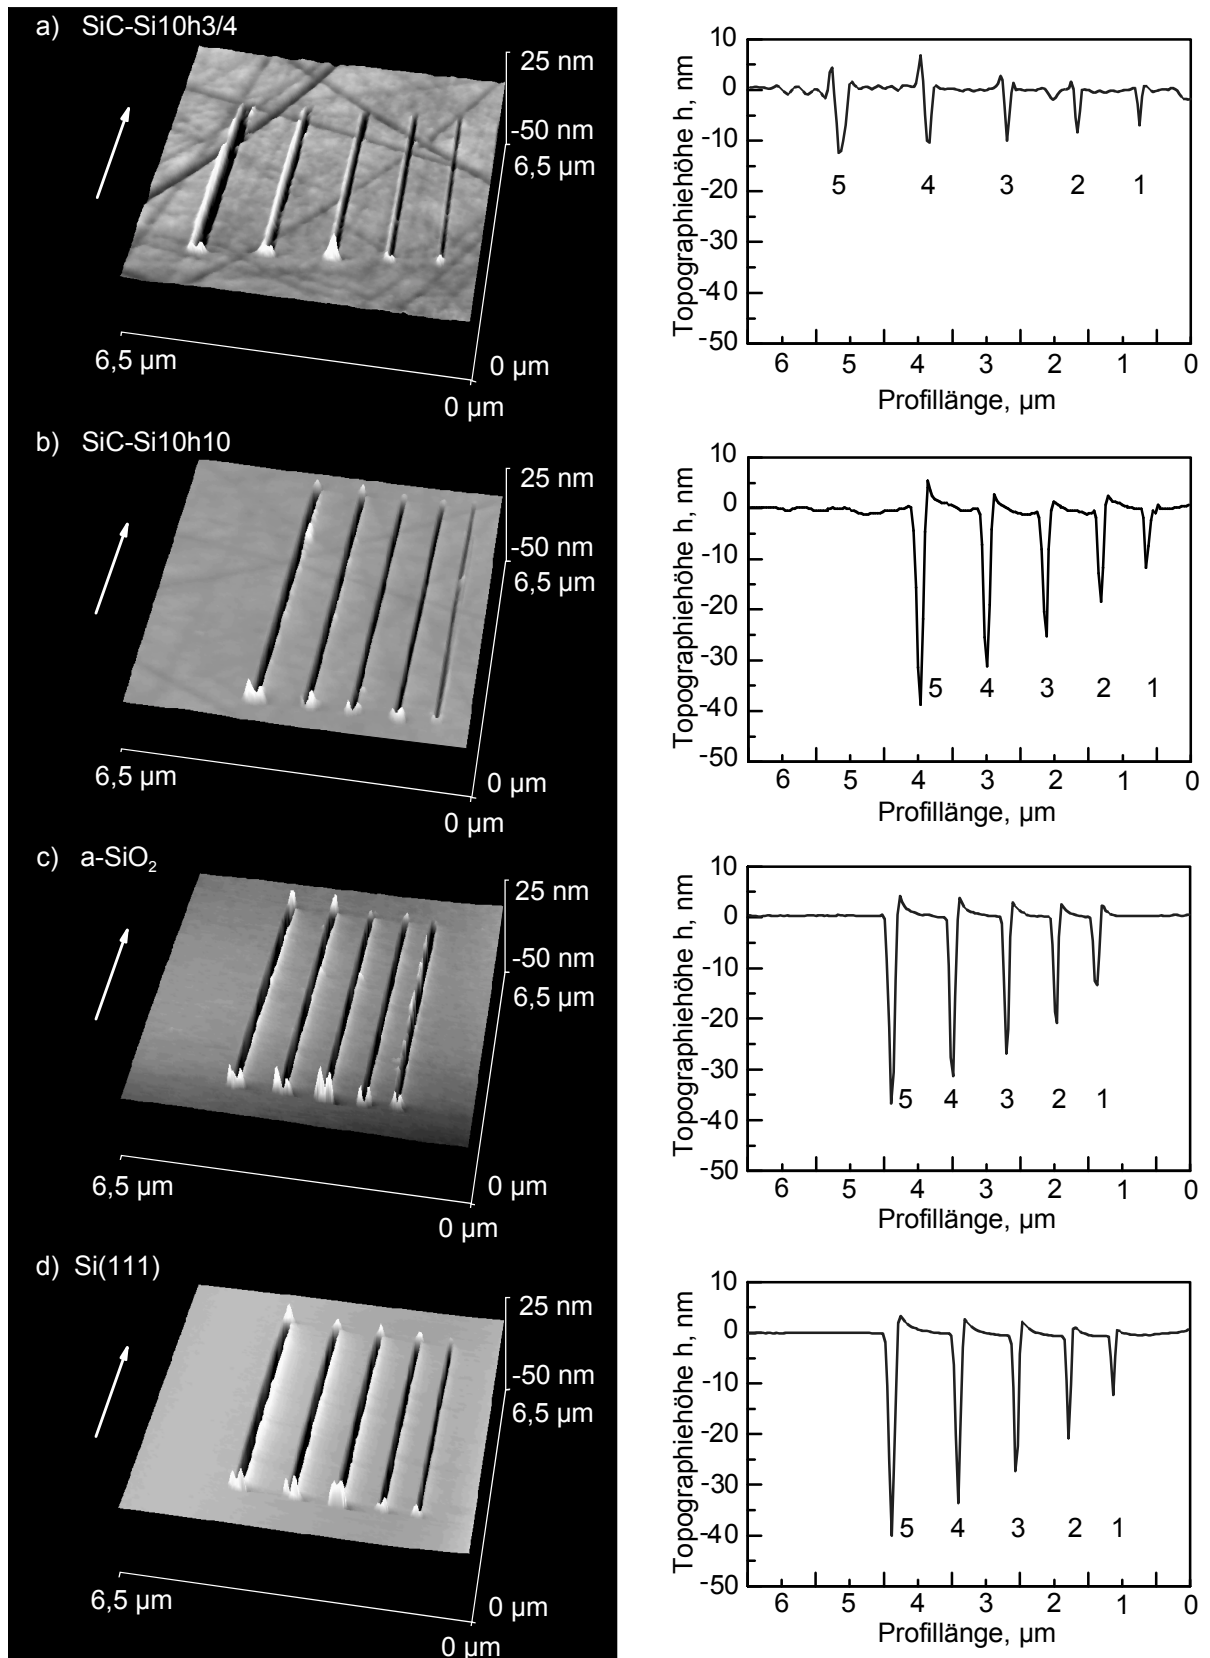 a) SiC-Si10h3/4
25 nm
-50 nm
6,5 µm
6,5 µm
0 µm
0 µm
Topographiehöhe h, nm
10
0
-10
-20
-30
-40
-50
5 4 3 2 1
6 5 4 3 2 1 0
Profillänge, µm
b) SiC-Si10h10
25 nm
-50 nm
6,5 µm
6,5 µm
0 µm
0 µm
Topographiehöhe h, nm
10
0
-10
-20
-30
-40
-50
5 4 3 2 1
6 5 4 3 2 1 0
Profillänge, µm
c) a-SiO₂
25 nm
-50 nm
6,5 µm
6,5 µm
0 µm
0 µm
Topographiehöhe h, nm
10
0
-10
-20
-30
-40
-50
5 4 3 2 1
6 5 4 3 2 1 0
Profillänge, µm
d) Si(111)
25 nm
-50 nm
6,5 µm
6,5 µm
0 µm
0 µm
Topographiehöhe h, nm
10
0
-10
-20
-30
-40
-50
5 4 3 2 1
6 5 4 3 2 1 0
Profillänge, µm